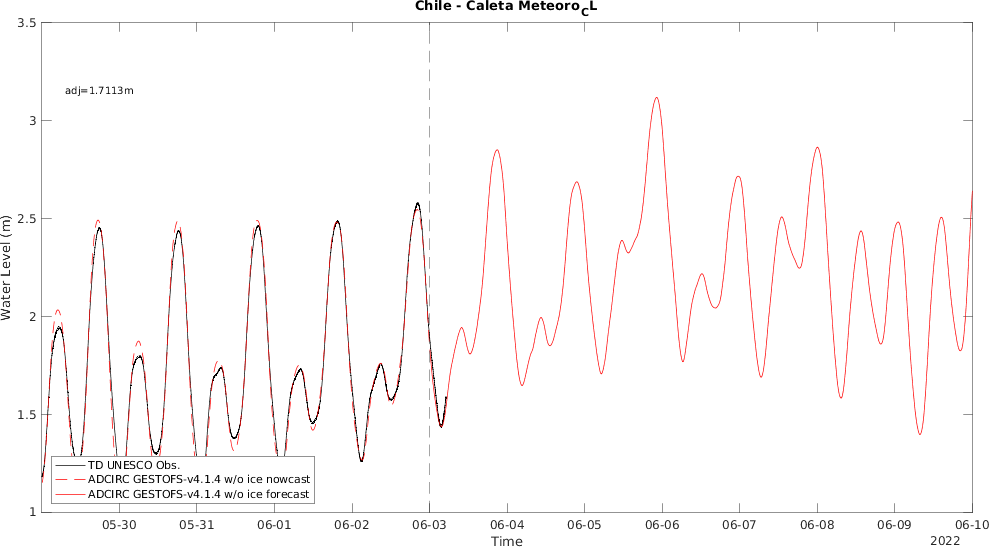 Chile - Caleta MeteoroCL
3.5
adj=1.7113m
3
2.5
Water Level (m)
2
1.5
TD UNESCO Obs.
ADCIRC GESTOFS-v4.1.4 w/o ice nowcast
ADCIRC GESTOFS-v4.1.4 w/o ice forecast
1
05-30 05-31 06-01 06-02 06-03 06-04 06-05 06-06 06-07 06-08 06-09 06-10
Time
2022